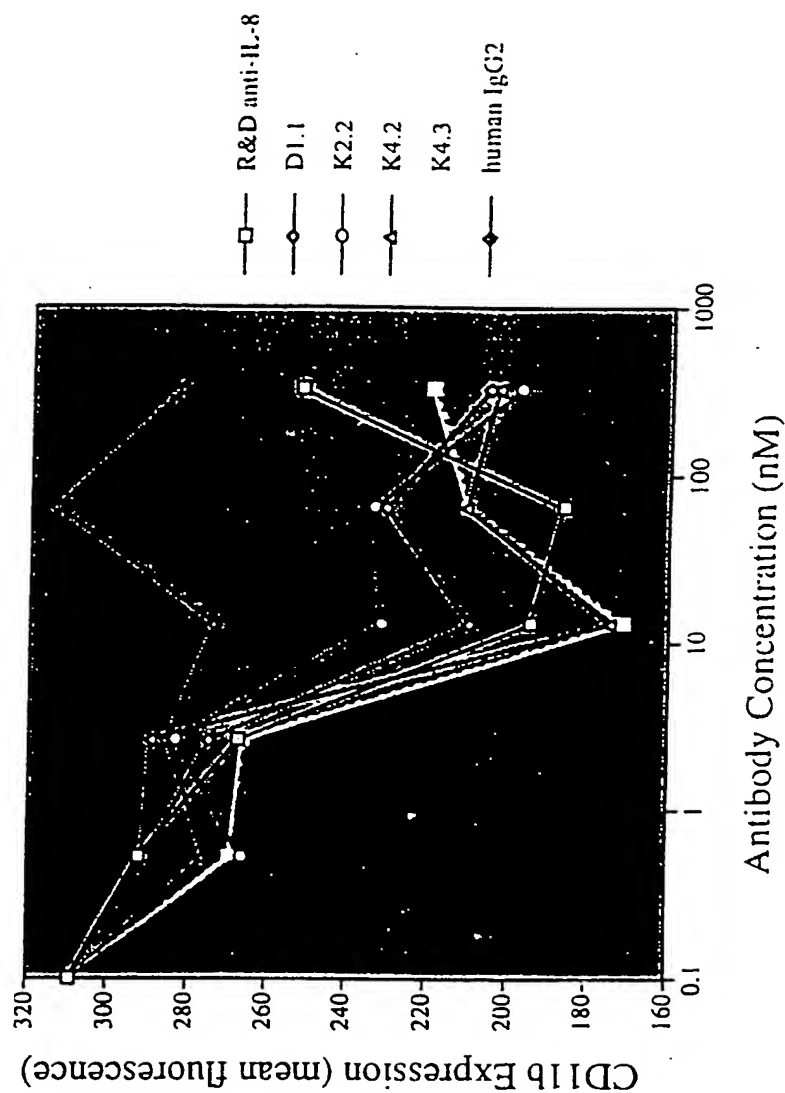 CD11b Expression (mean fluorescence)
320
300
280
260
240
220
200
180
160
0.1
1
10
100
1000
Antibody Concentration (nM)
R&D anti-IL-8
D1.1
K2.2
K4.2
K4.3
human IgG2